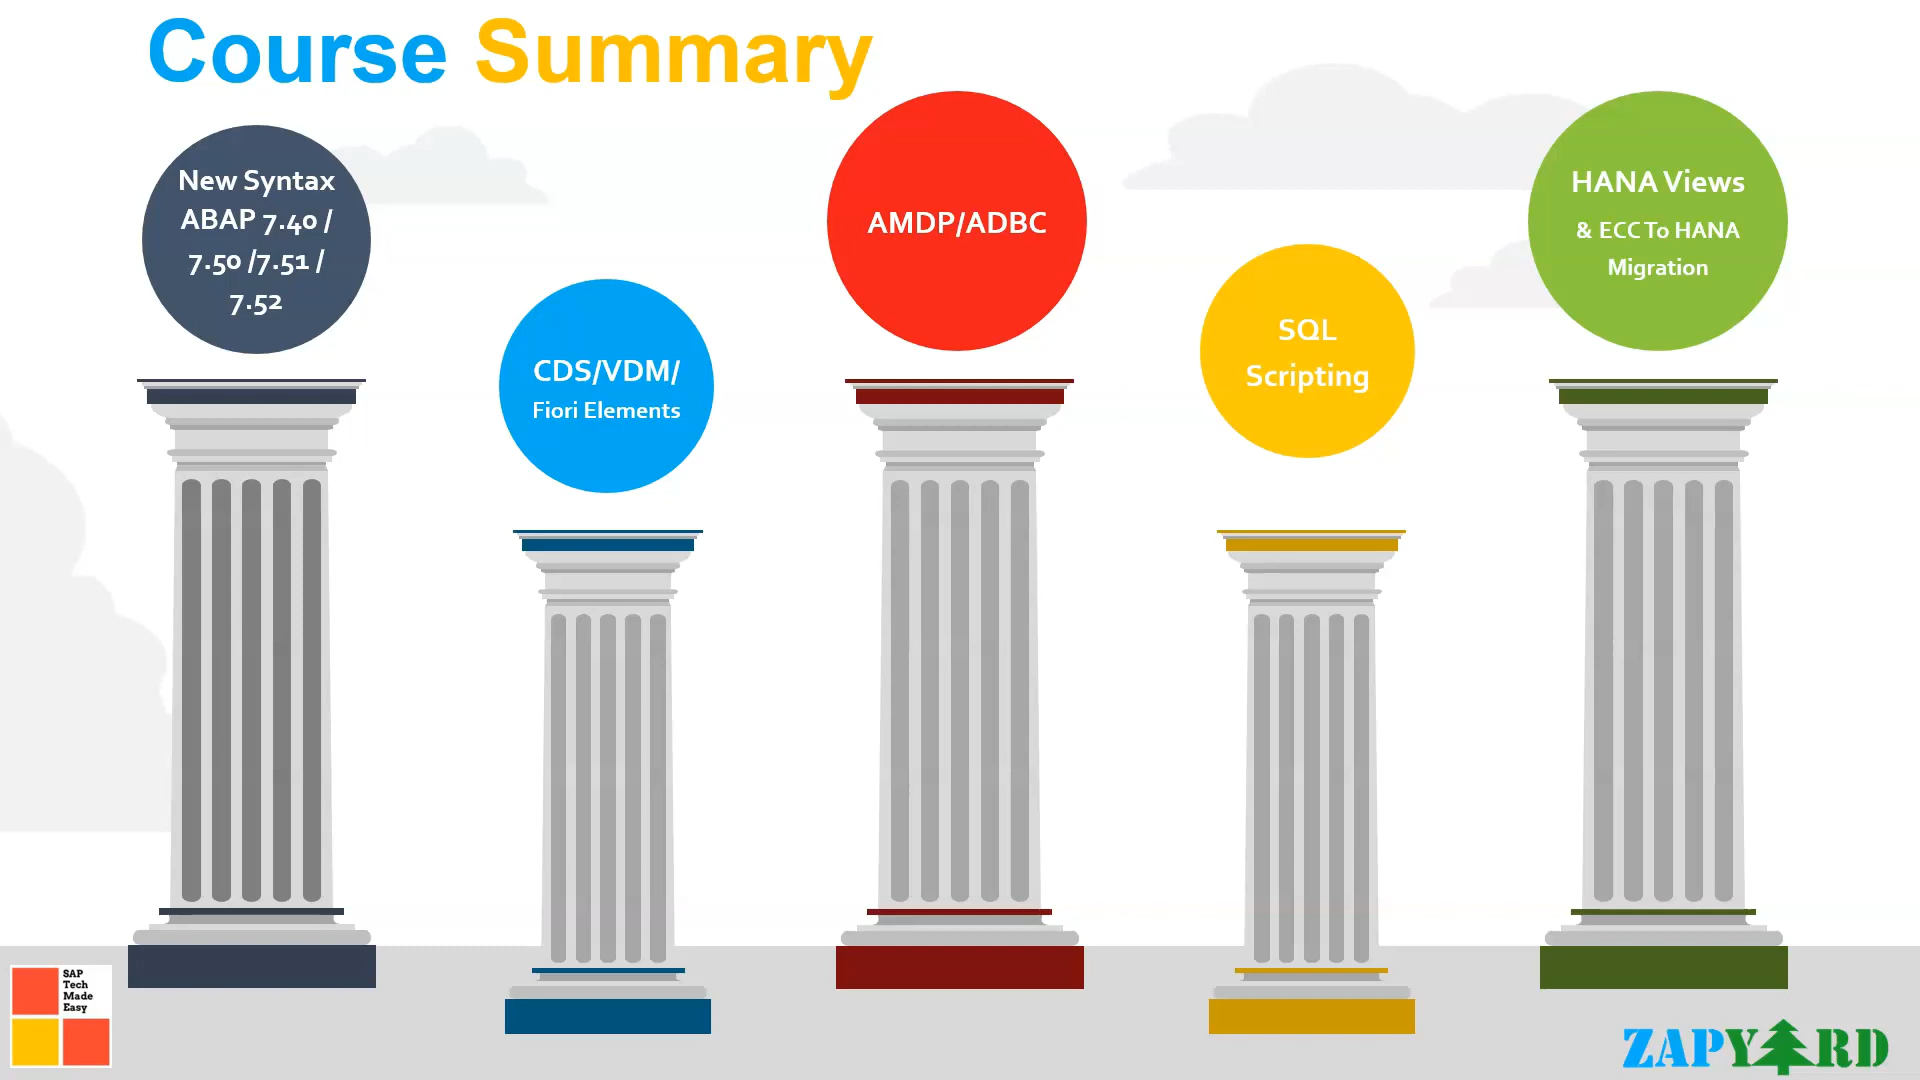 Course Summary
New Syntax
ABAP 7.40 /
7.50 /7.51 /
7.52
CDS/VDM/
Fiori Elements
AMDP/ADBC
SQL
Scripting
HANA Views
& ECC To HANA
Migration
SAP
Tech
Made
Easy
ZAPYARD